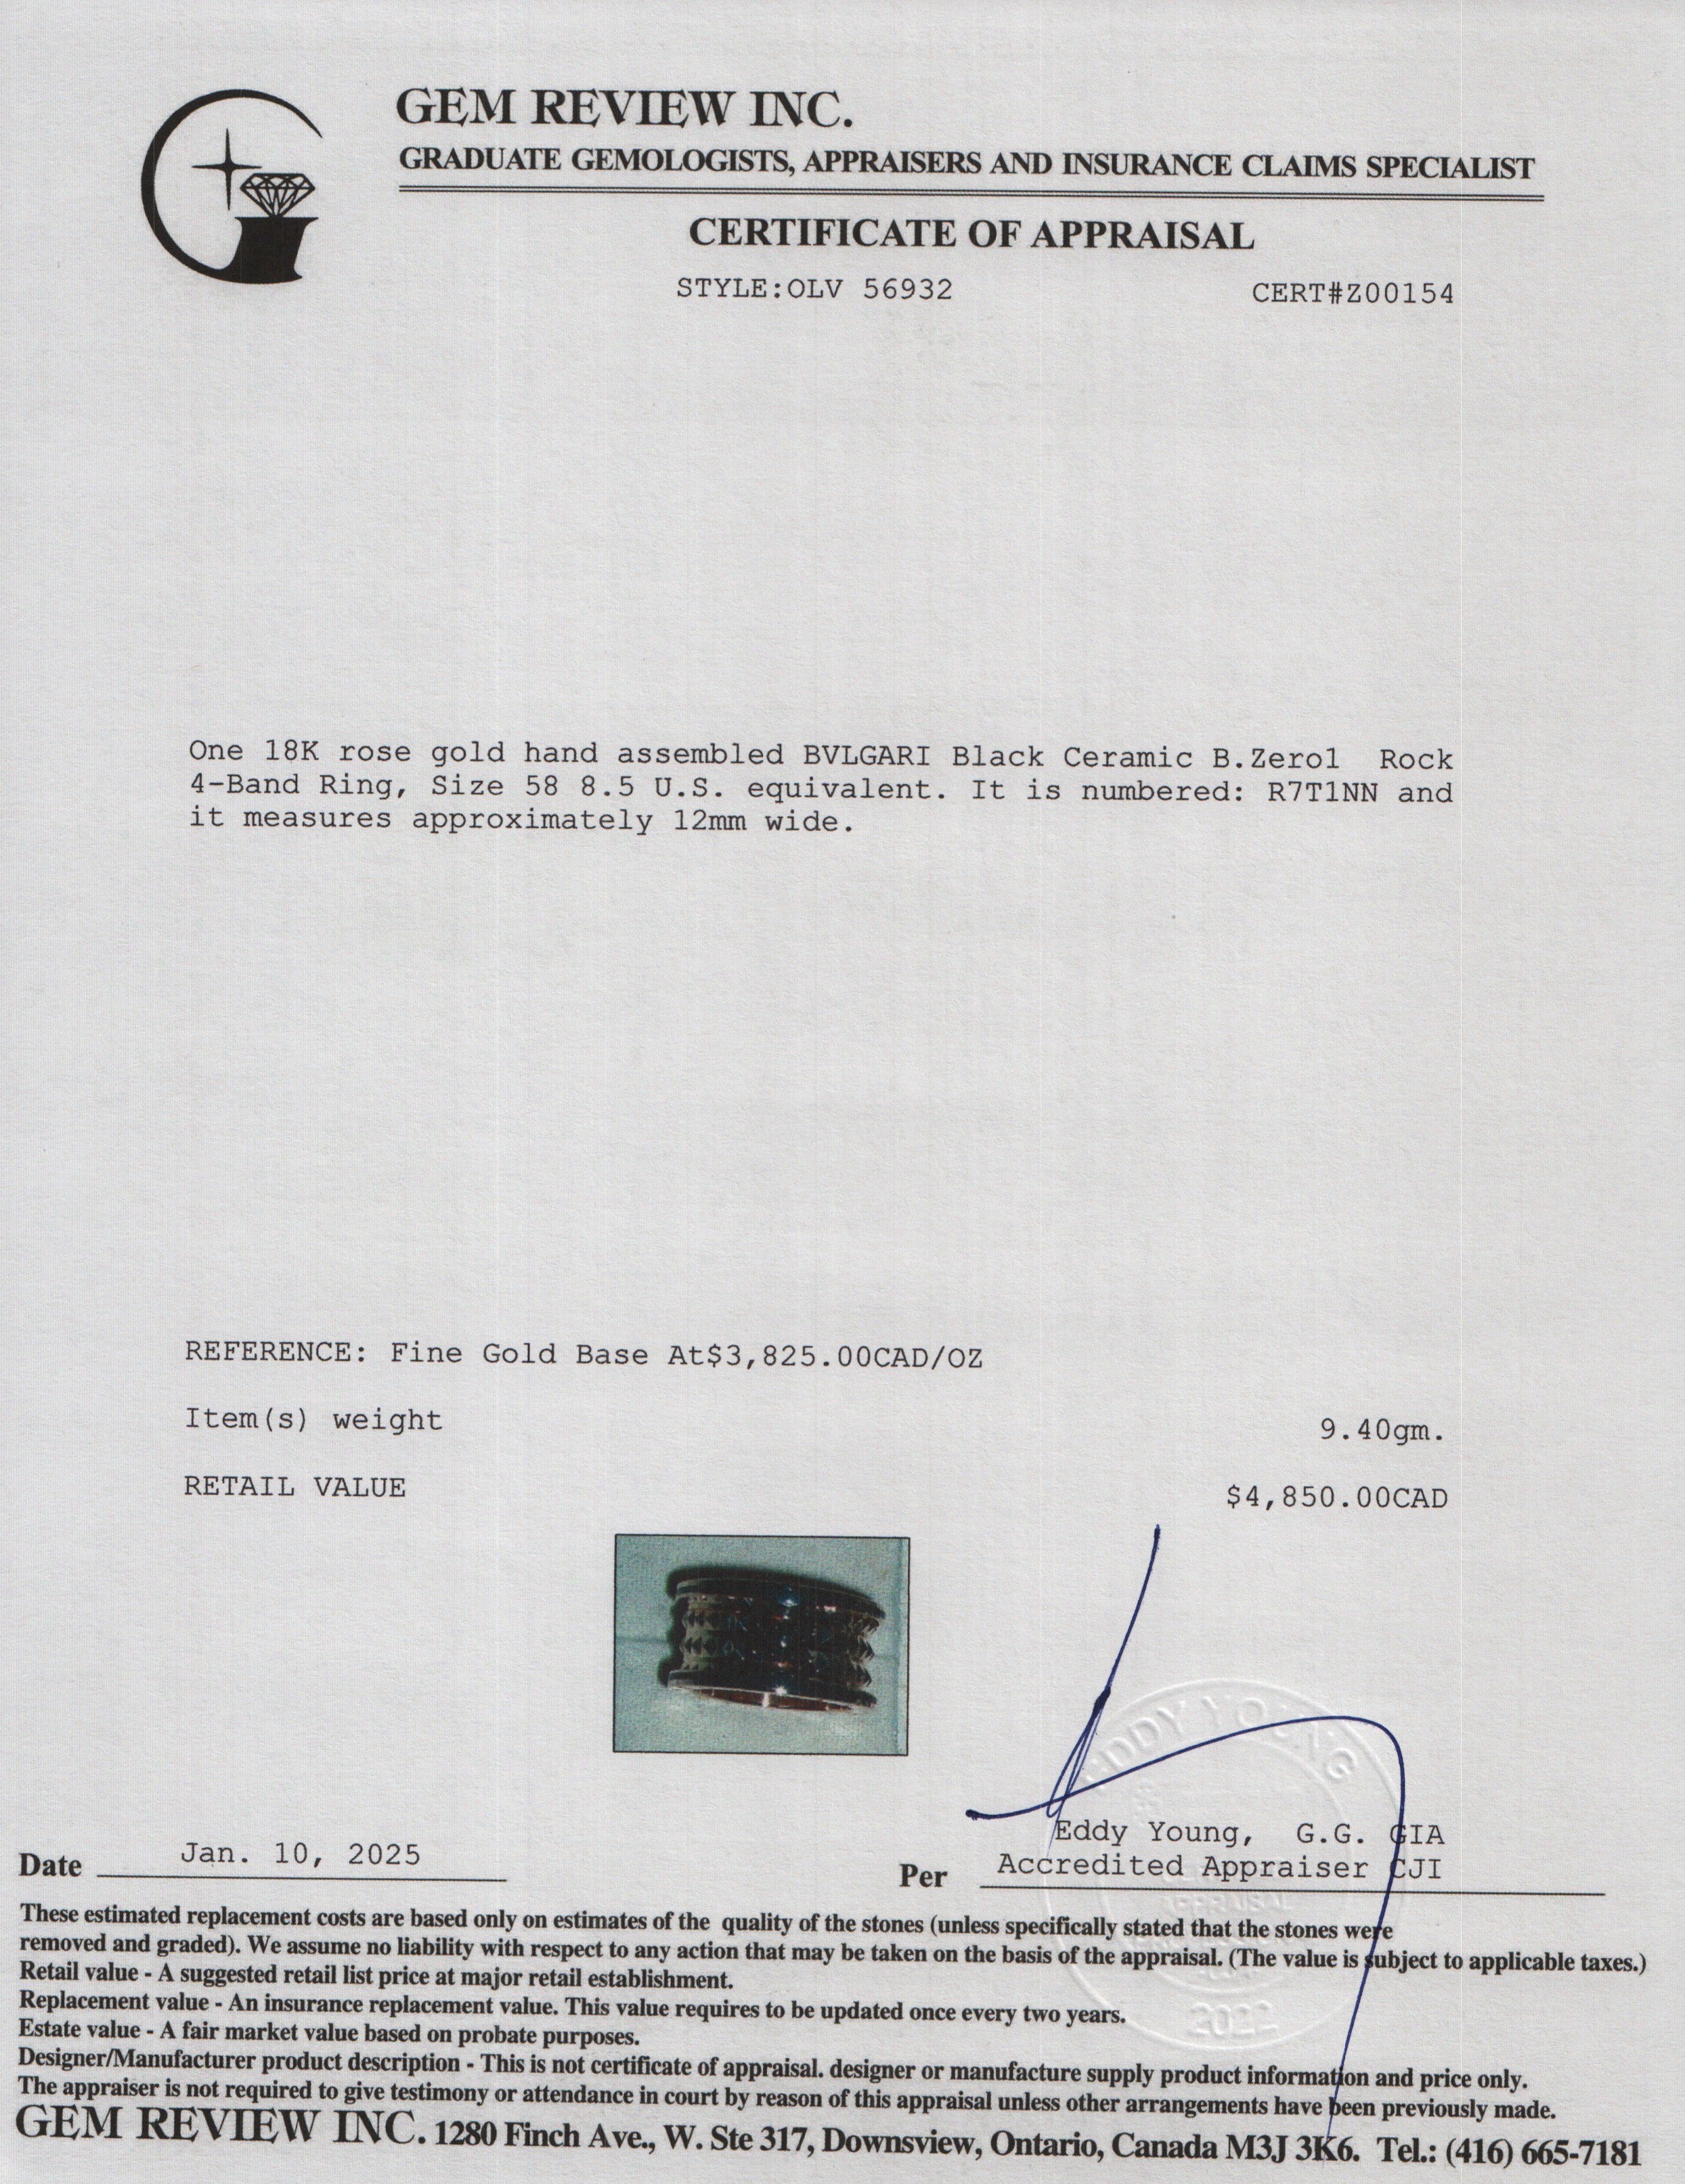 GEM REVIEW INC.
GRADUATE GEMOLOGISTS, APPRAISERS AND INSURANCE CLAIMS SPECIALIST
CERTIFICATE OF APPRAISAL
STYLE:OLV 56932
CERT#Z00154
One 18K rose gold hand assembled BVLGARI Black Ceramic B.Zero1 Rock
4-Band Ring, Size 58 8.5 U.S. equivalent. It is numbered: R7T1NN and
it measures approximately 12mm wide.
REFERENCE: Fine Gold Base At$3,825.00CAD/OZ
Item(s) weight 9.40gm.
RETAIL VALUE $4,850.00CAD
EDDY YOUNG
Eddy Young, G.G. GIA
Date Jan. 10, 2025
Per Accredited Appraiser CJI
APPRAISAL
2022
These estimated replacement costs are based only on estimates of the quality of the stones (unless specifically stated that the stones were
removed and graded). We assume no liability with respect to any action that may be taken on the basis of the appraisal. (The value is subject to applicable taxes.)
Retail value - A suggested retail list price at major retail establishment.
Replacement value - An insurance replacement value. This value requires to be updated once every two years.
Estate value - A fair market value based on probate purposes.
Designer/Manufacturer product description - This is not certificate of appraisal. designer or manufacture supply product information and price only.
The appraiser is not required to give testimony or attendance in court by reason of this appraisal unless other arrangements have been previously made.
GEM REVIEW INC. 1280 Finch Ave., W. Ste 317, Downsview, Ontario, Canada M3J 3K6. Tel.: (416) 665-7181